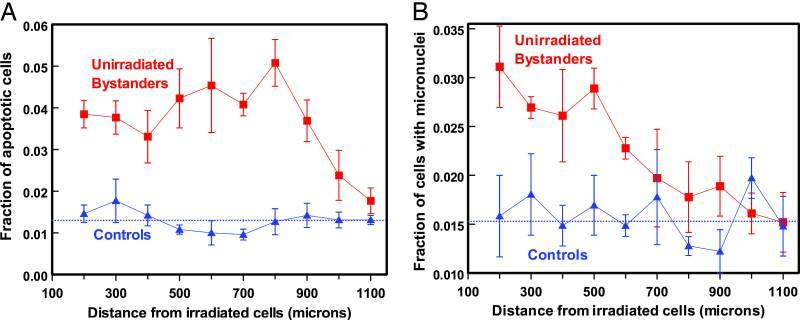 A
Fraction of apoptotic cells
0.06
0.05
0.04
0.03
0.02
0.01
0.00
Unirradiated
Bystanders
Controls
100 300 500 700 900 1100
Distance from irradiated cells (microns)
B
Fraction of cells with micronuclei
0.035
0.030
0.025
0.020
0.015
0.010
Unirradiated
Bystanders
Controls
100 300 500 700 900 1100
Distance from irradiated cells (microns)